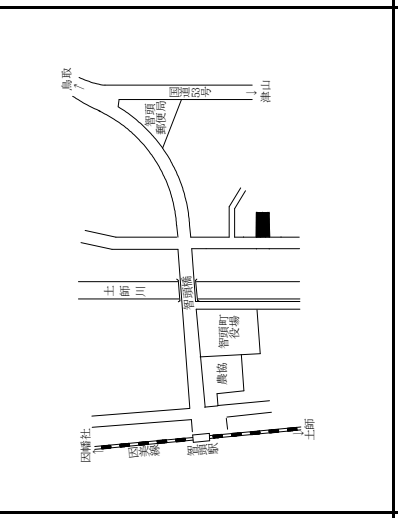 鳥取
国道53号
津山
智頭
郵便局
土師川
智頭橋
智頭町
役場
農協
因幡社
因美線
智頭駅
土師